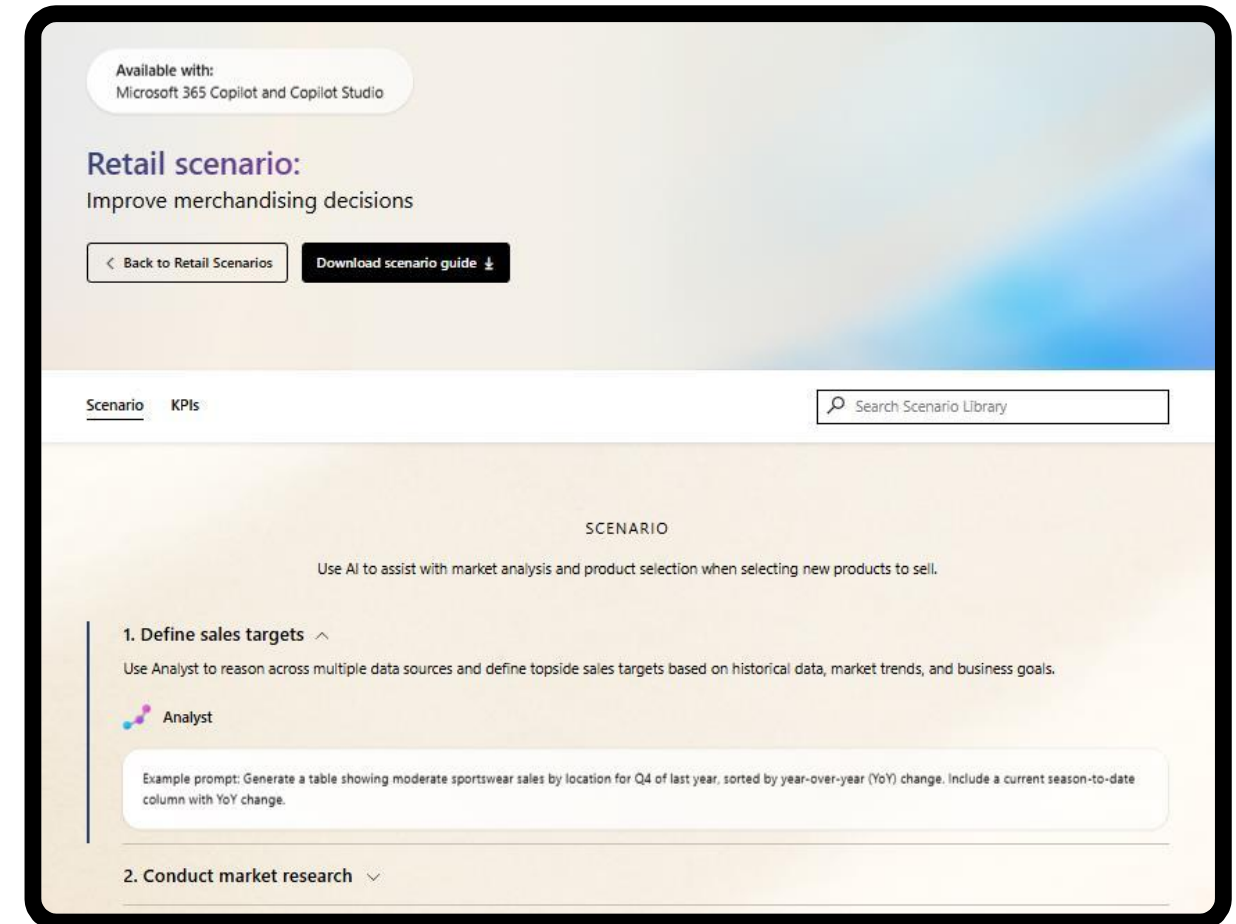 Available with:
Microsoft 365 Copilot and Copilot Studio
Retail scenario:
Improve merchandising decisions
Back to Retail Scenarios
Download scenario guide
Scenario
KPIs
Search Scenario Library
SCENARIO
Use AI to assist with market analysis and product selection when selecting new products to sell.
1. Define sales targets
Use Analyst to reason across multiple data sources and define topside sales targets based on historical data, market trends, and business goals.
Analyst
Example prompt: Generate a table showing moderate sportswear sales by location for Q4 of last year, sorted by year-over-year (YoY) change. Include a current season-to-date
column with YoY change.
2. Conduct market research